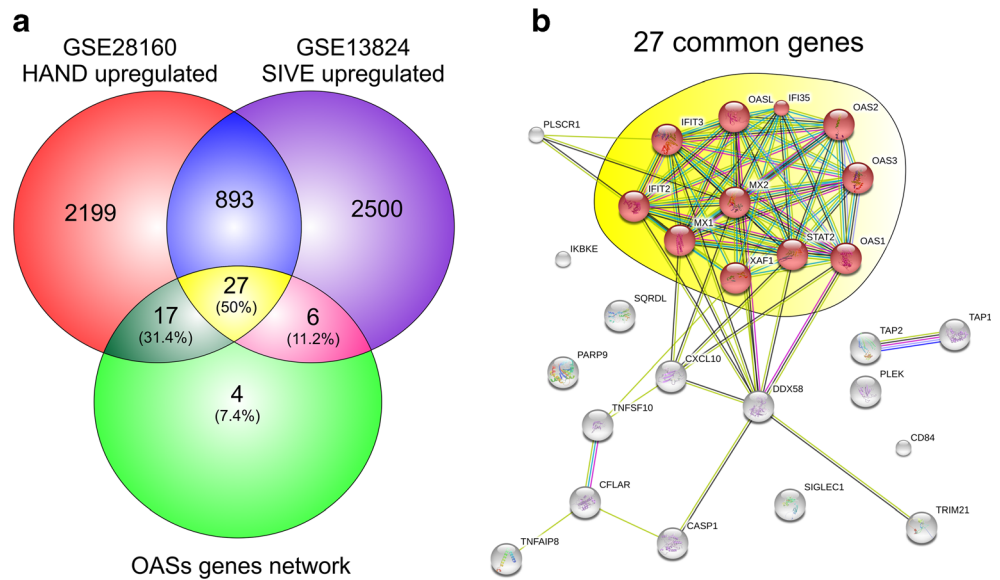 a
GSE28160
HAND upregulated
GSE13824
SIVE upregulated
2199
893
2500
27
(50%)
17
(31.4%)
6
(11.2%)
4
(7.4%)
OASs genes network
b
27 common genes
OASL
IFI35
OAS2
PLSCR1
IFIT3
OAS3
IFIT2
MX2
MX1
STAT2
OAS1
IKBKE
XAF1
SQRDL
TAP1
TAP2
CXCL10
PARP9
PLEK
DDX58
TNFSF10
CD84
CFLAR
SIGLEC1
TRIM21
CASP1
TNFAIP8